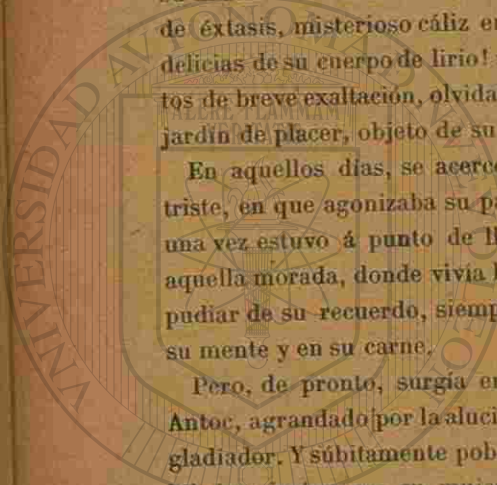 de éxtasis, misterioso cáliz e
delicias de su cuerpo de lirio!
tos de breve exaltación, olvida
jardín de placer, objeto de su
En aquellos días, se acerc
triste, en que agonizaba su p
una vez estuvo á punto de ll
aquella morada, donde vivía
pudiar de su recuerdo, siemp
su mente y en su carne.
Pero, de pronto, surgía e
Antoc, agrandado por la aluci
gladiador. Y súbitamente pob
ALERE FLAMMAM